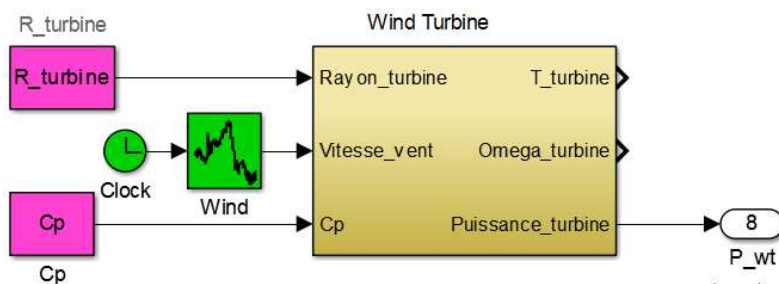 R_turbine
Wind Turbine
R_turbine
Rayon_turbine
T_turbine
Vitesse_vent
Omega_turbine
Clock
Wind
Cp
Cp
Puissance_turbine
8
P_wt
Cp